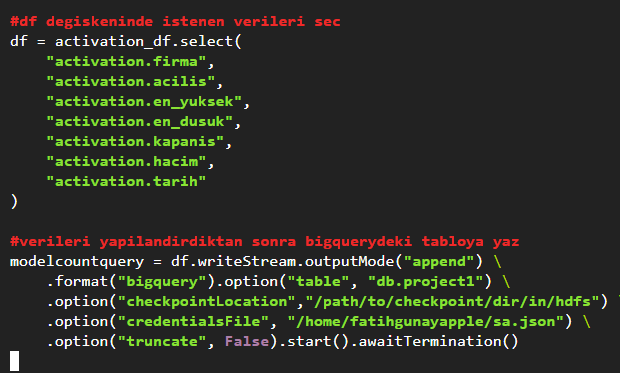 #df degiskeninde istenen verileri sec
df = activation_df.select(
    "activation.firma",
    "activation.acilis",
    "activation.en_yuksek",
    "activation.en_dusuk",
    "activation.kapanis",
    "activation.hacim",
    "activation.tarih"
)

#verileri yapilandirdiktan sonra bigquerydeki tabloya yaz
modelcountquery = df.writeStream.outputMode("append") \
    .format("bigquery").option("table", "db.project1") \
    .option("checkpointLocation","/path/to/checkpoint/dir/in/hdfs") \
    .option("credentialsFile", "/home/fatihgunayapple/sa.json") \
    .option("truncate", False).start().awaitTermination()